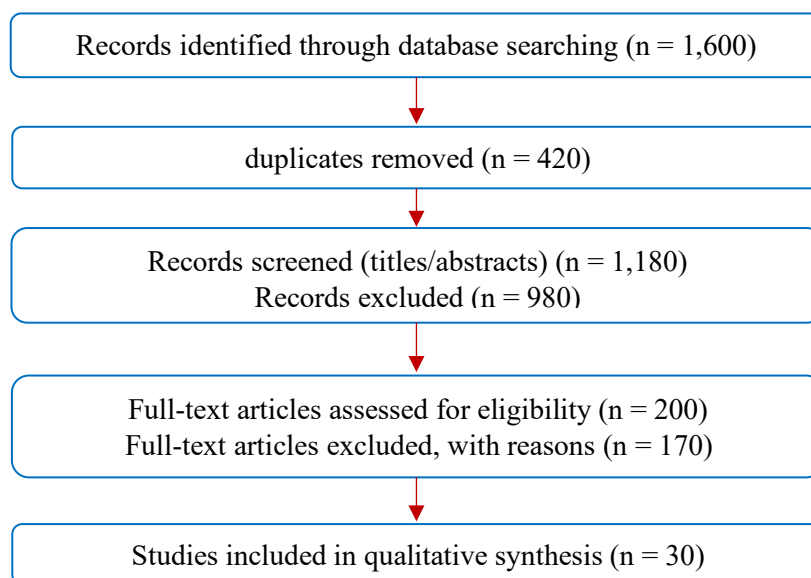 Records identified through database searching (n = 1,600)
duplicates removed (n = 420)
Records screened (titles/abstracts) (n = 1,180)
Records excluded (n = 980)
Full-text articles assessed for eligibility (n = 200)
Full-text articles excluded, with reasons (n = 170)
Studies included in qualitative synthesis (n = 30)